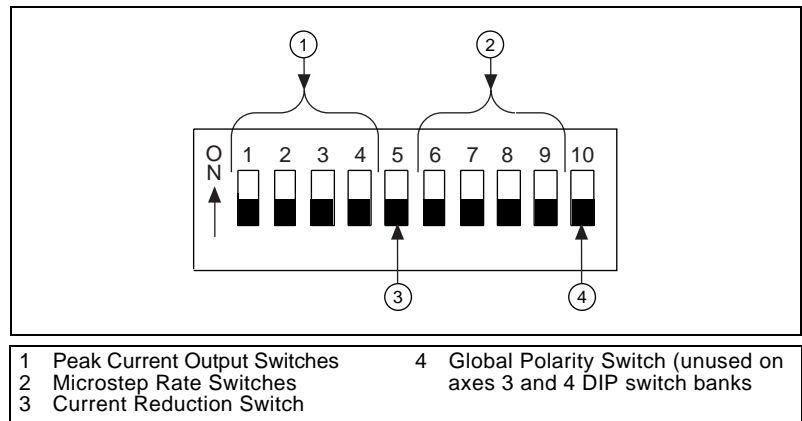 1 2
O
N
1 2 3 4 5 6 7 8 9 10
3 4
1 Peak Current Output Switches
2 Microstep Rate Switches
3 Current Reduction Switch
4 Global Polarity Switch (unused on
axes 3 and 4 DIP switch banks